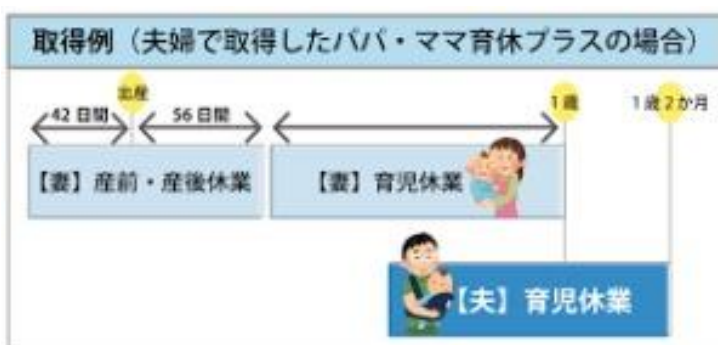 取得例（夫婦で取得したパパ・ママ育休プラスの場合）
出産
42日間
56日間
1歳
1歳2か月
【妻】産前・産後休業
【妻】育児休業
【夫】育児休業